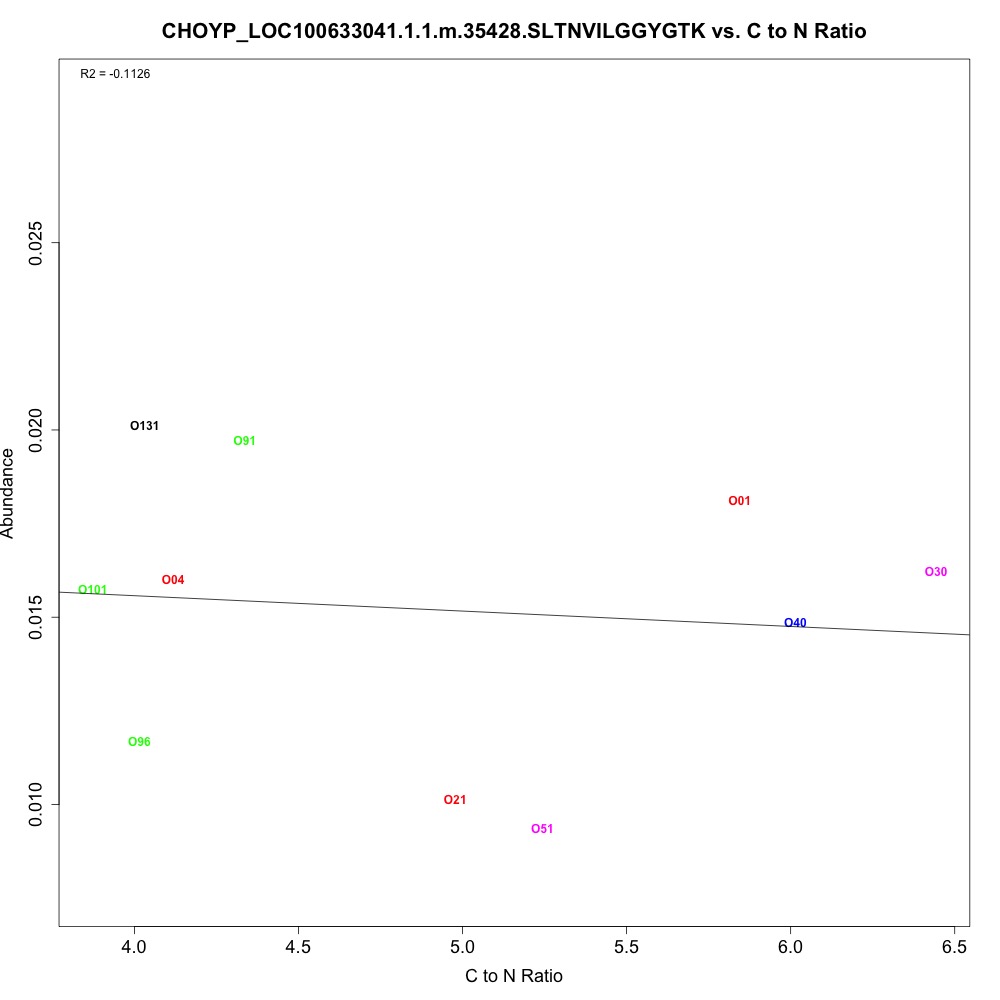 CHOYP_LOC100633041.1.1.m.35428.SLTNVILGGYGTK vs. C to N Ratio
R2 = -0.1126
0.025
0.020
0.015
0.010
Abundance
O131
O91
O01
O30
O04
O101
O40
O96
O21
O51
4.0 4.5 5.0 5.5 6.0 6.5
C to N Ratio